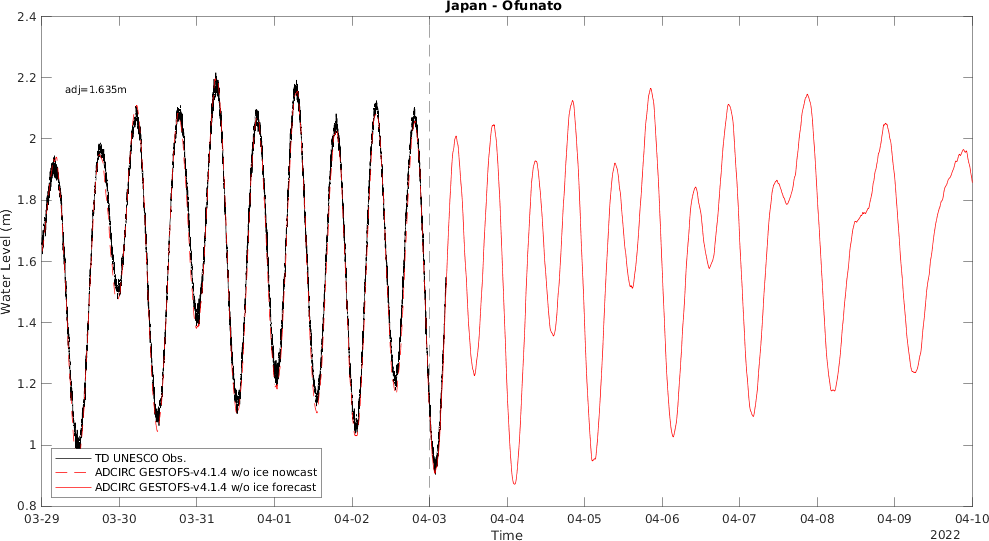 Japan - Ofunato
2.4
2.2
2
1.8
1.6
1.4
1.2
1
0.8
Water Level (m)
adj=1.635m
TD UNESCO Obs.
ADCIRC GESTOFS-v4.1.4 w/o ice nowcast
ADCIRC GESTOFS-v4.1.4 w/o ice forecast
03-29 03-30 03-31 04-01 04-02 04-03 04-04 04-05 04-06 04-07 04-08 04-09 04-10
Time
2022